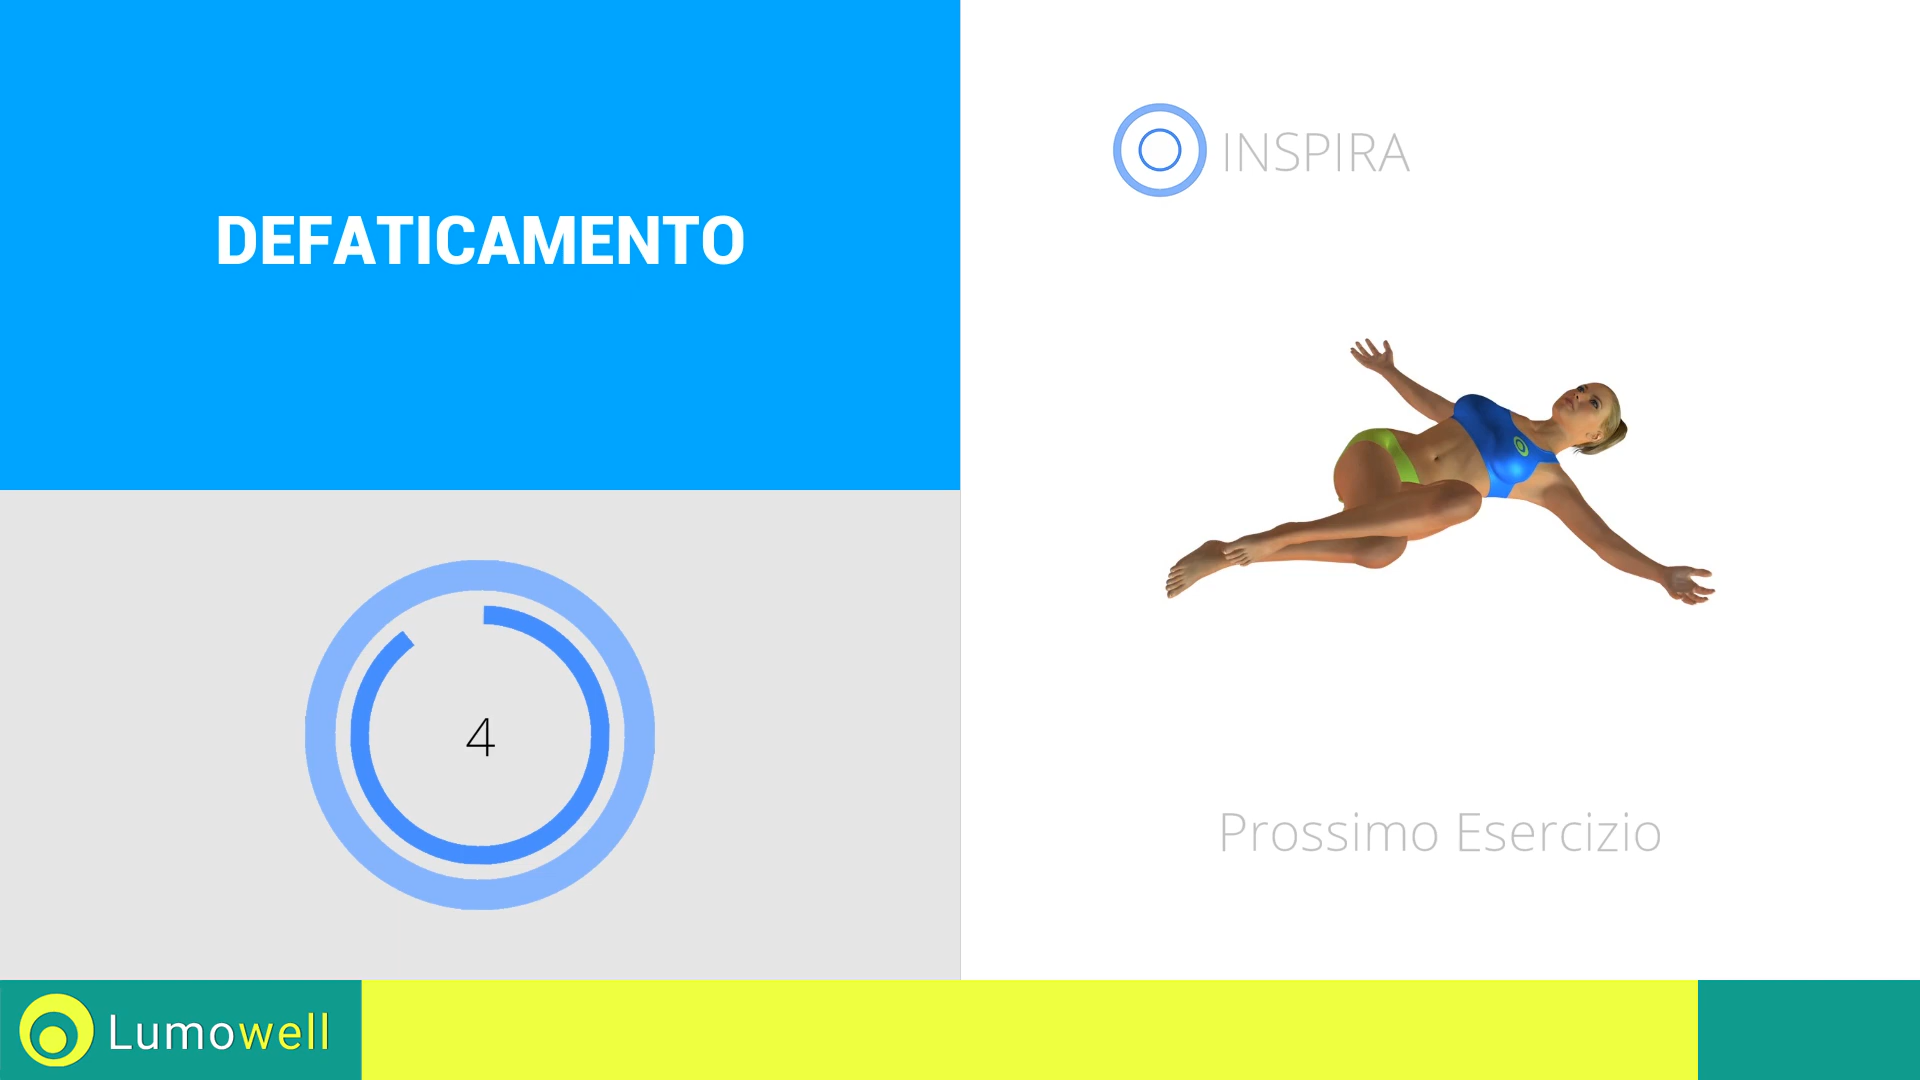 DEFATICAMENTO
4
INSPIRA
Prossimo Esercizio
Lumowell